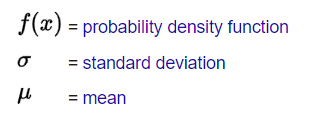 f(x) = probability density function
σ = standard deviation
μ = mean